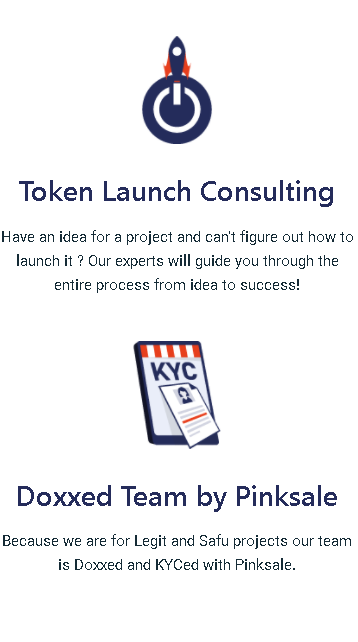 Token Launch Consulting
Have an idea for a project and can't figure out how to
launch it ? Our experts will guide you through the
entire process from idea to success!
KYC
Doxxed Team by Pinksale
Because we are for Legit and Safu projects our team
is Doxxed and KYCed with Pinksale.